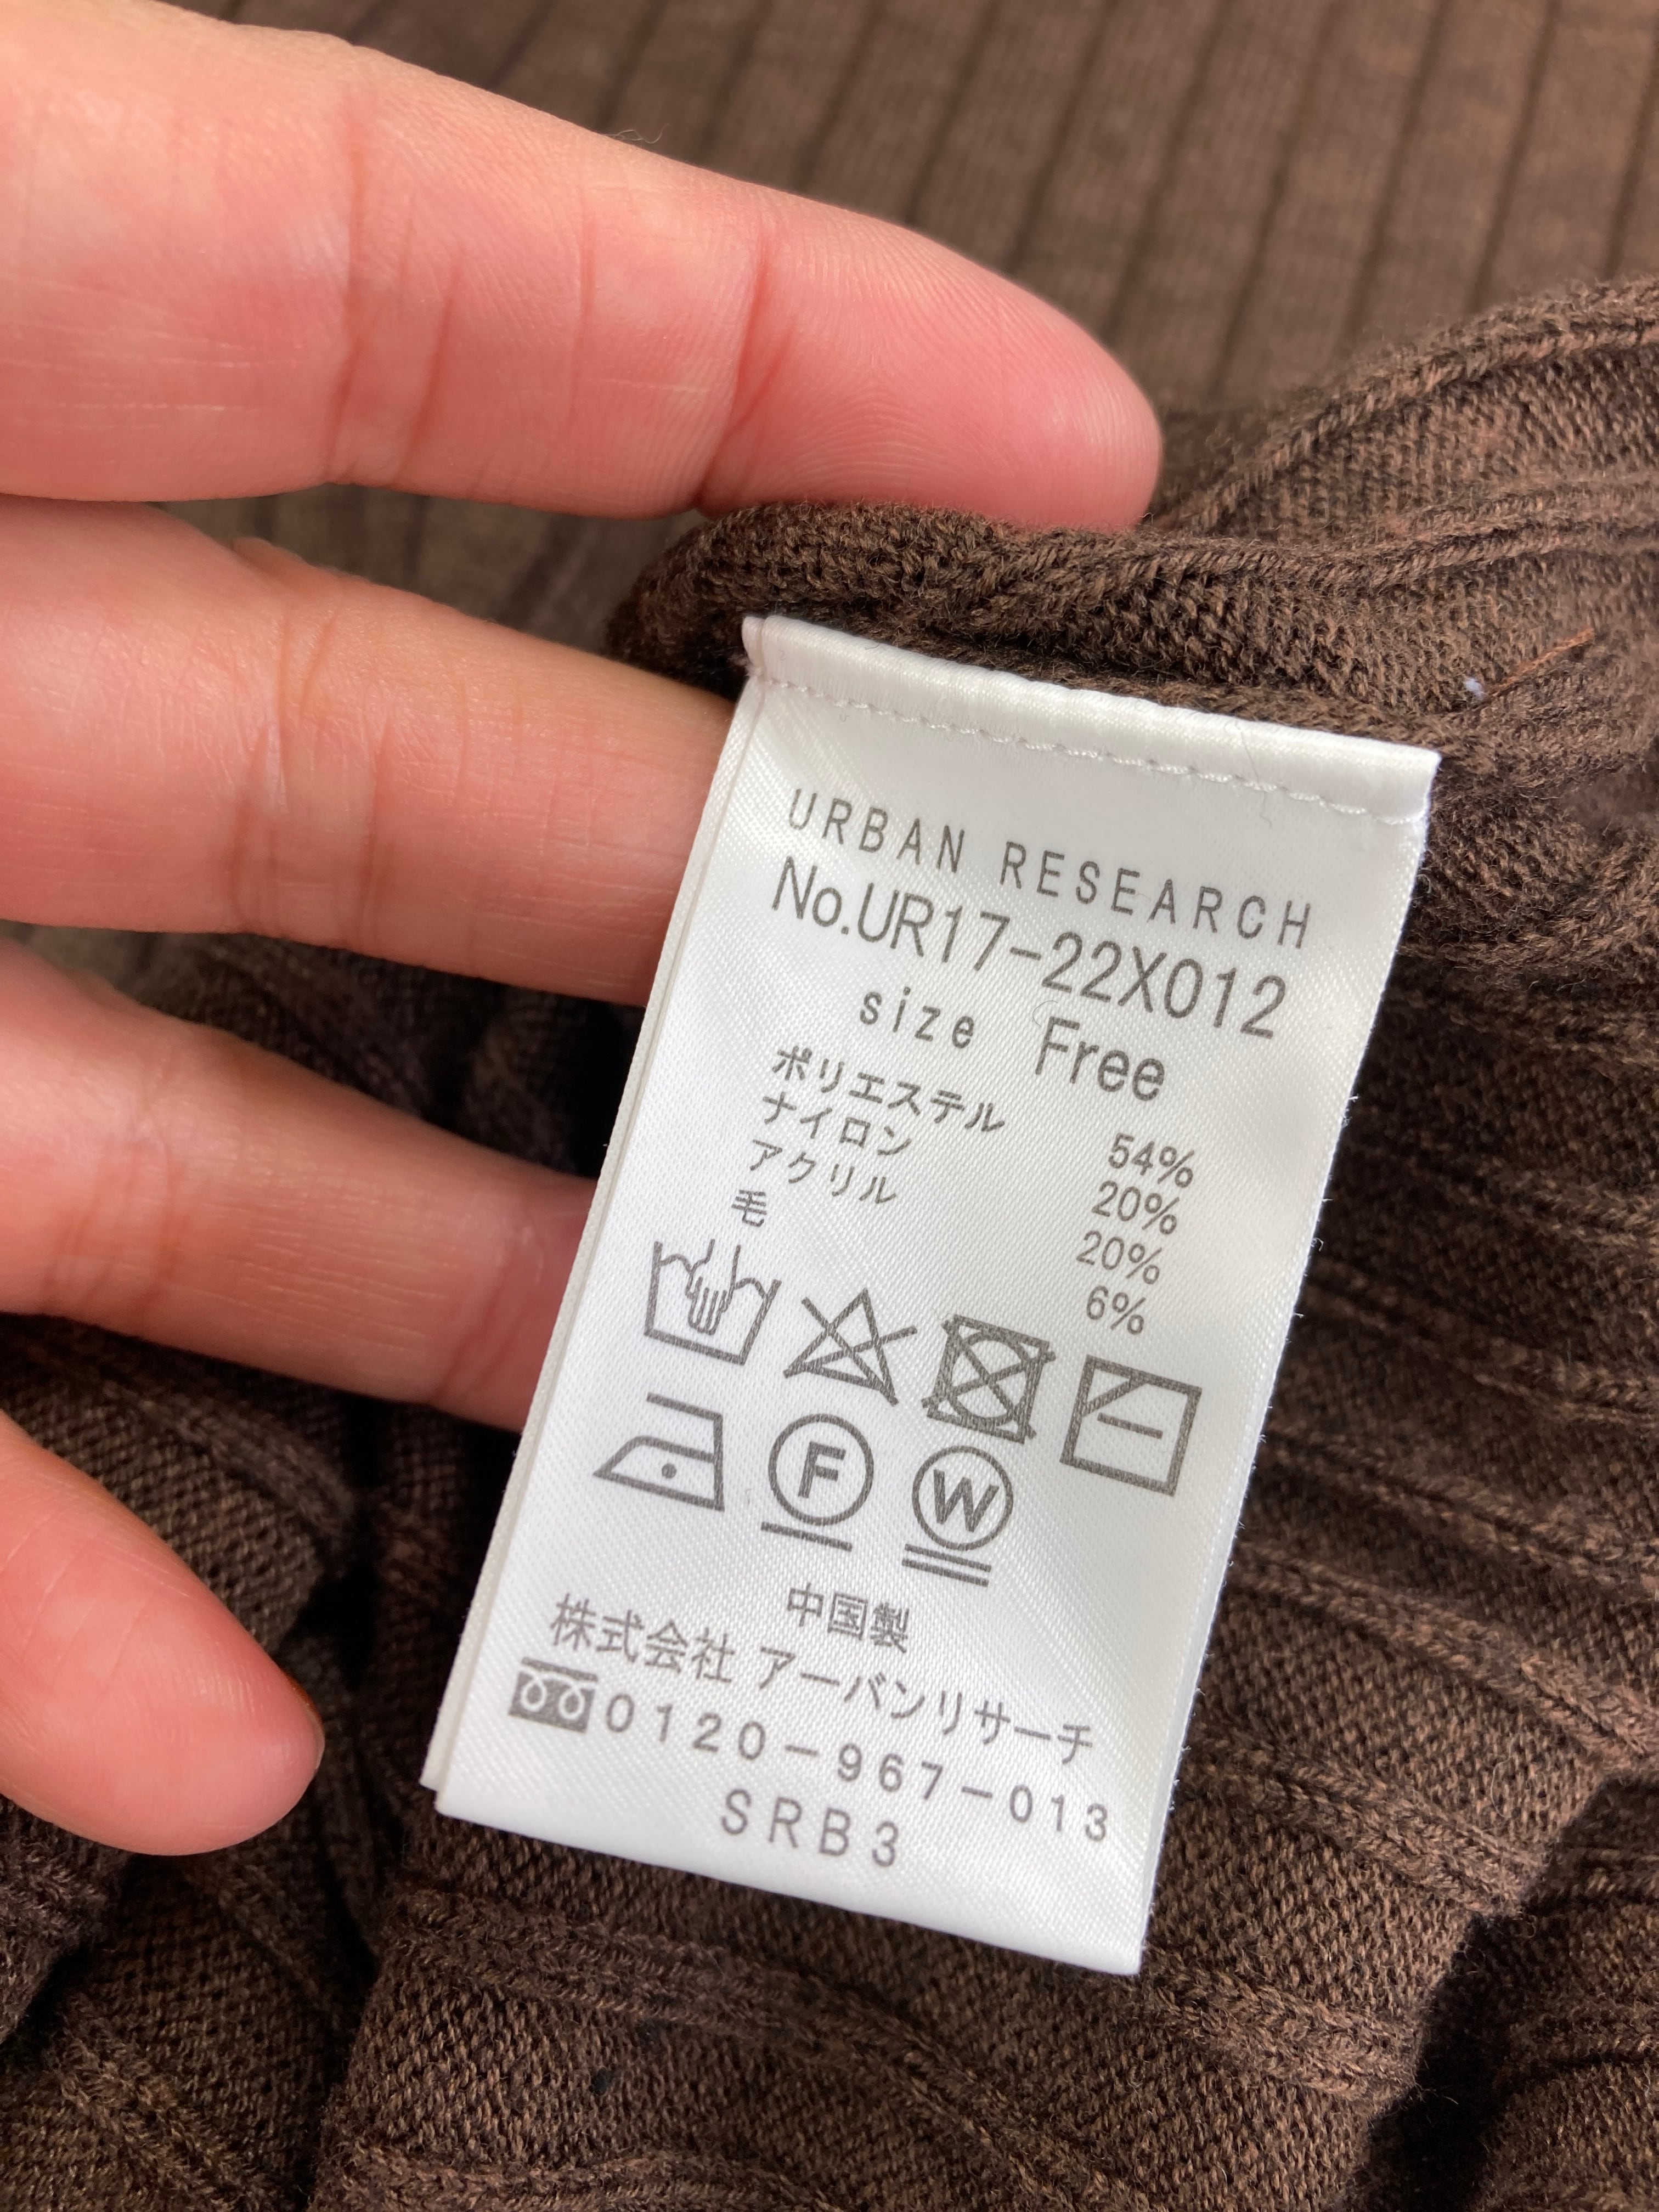 URBAN RESEARCH
No.UR17-22X012
size Free
ポリエステル 54%
ナイロン 20%
アクリル 20%
毛 6%
F W
中国製
株式会社 アーバンリサーチ
0120-967-013
SRB3